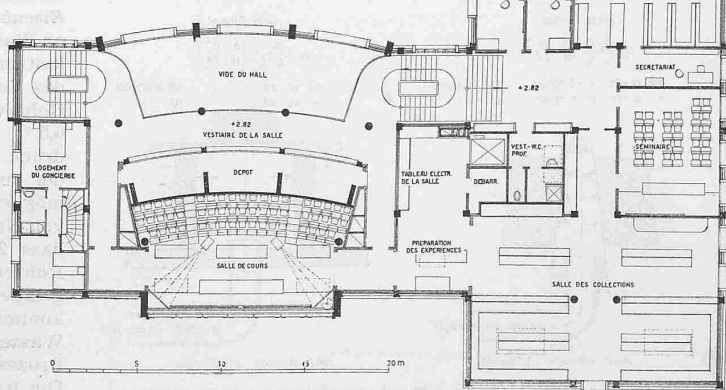 VIDE DU HALL
+2.82
VESTIAIRE DE LA SALLE
+2.82
SECRETARIAT
SEMINAIRE
LOGEMENT
DU CONCIERGE
DEPOT
TABLEAU ELECTR.
DE LA SALLE
DEBARR.
VEST.-W.C.
PROF.
PREPARATION
DES EXPERIENCES
SALLE DE COURS
SALLE DES COLLECTIONS
0 5 10 15 20 m